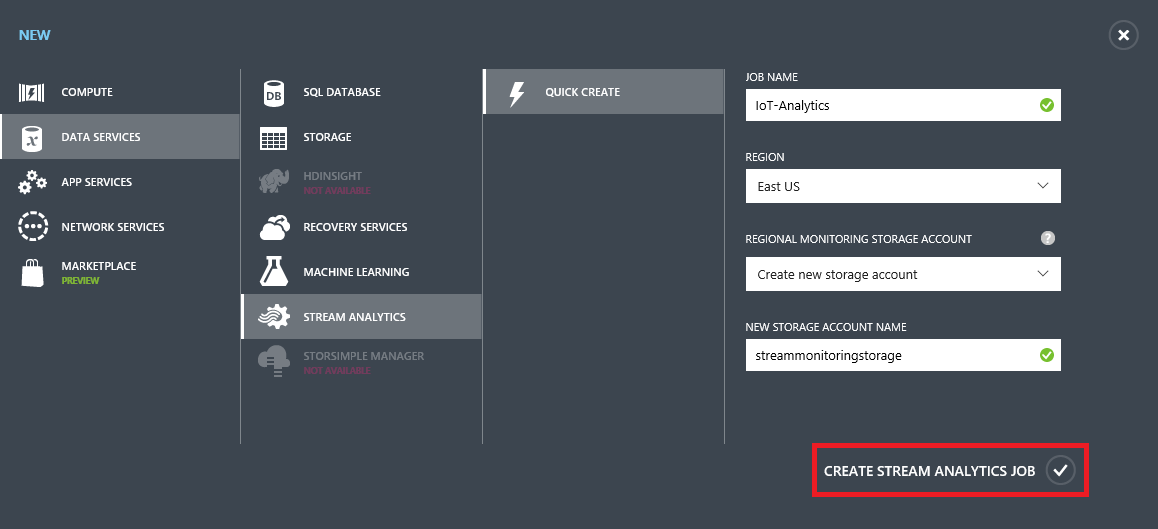 NEW
COMPUTE
DATA SERVICES
APP SERVICES
NETWORK SERVICES
MARKETPLACE
PREVIEW
DB
SQL DATABASE
STORAGE
HDINSIGHT
NOT AVAILABLE
RECOVERY SERVICES
MACHINE LEARNING
STREAM ANALYTICS
STORSIMPLE MANAGER
NOT AVAILABLE
QUICK CREATE
JOB NAME
IoT-Analytics
REGION
East US
REGIONAL MONITORING STORAGE ACCOUNT ?
Create new storage account
NEW STORAGE ACCOUNT NAME
streammonitoringstorage
CREATE STREAM ANALYTICS JOB